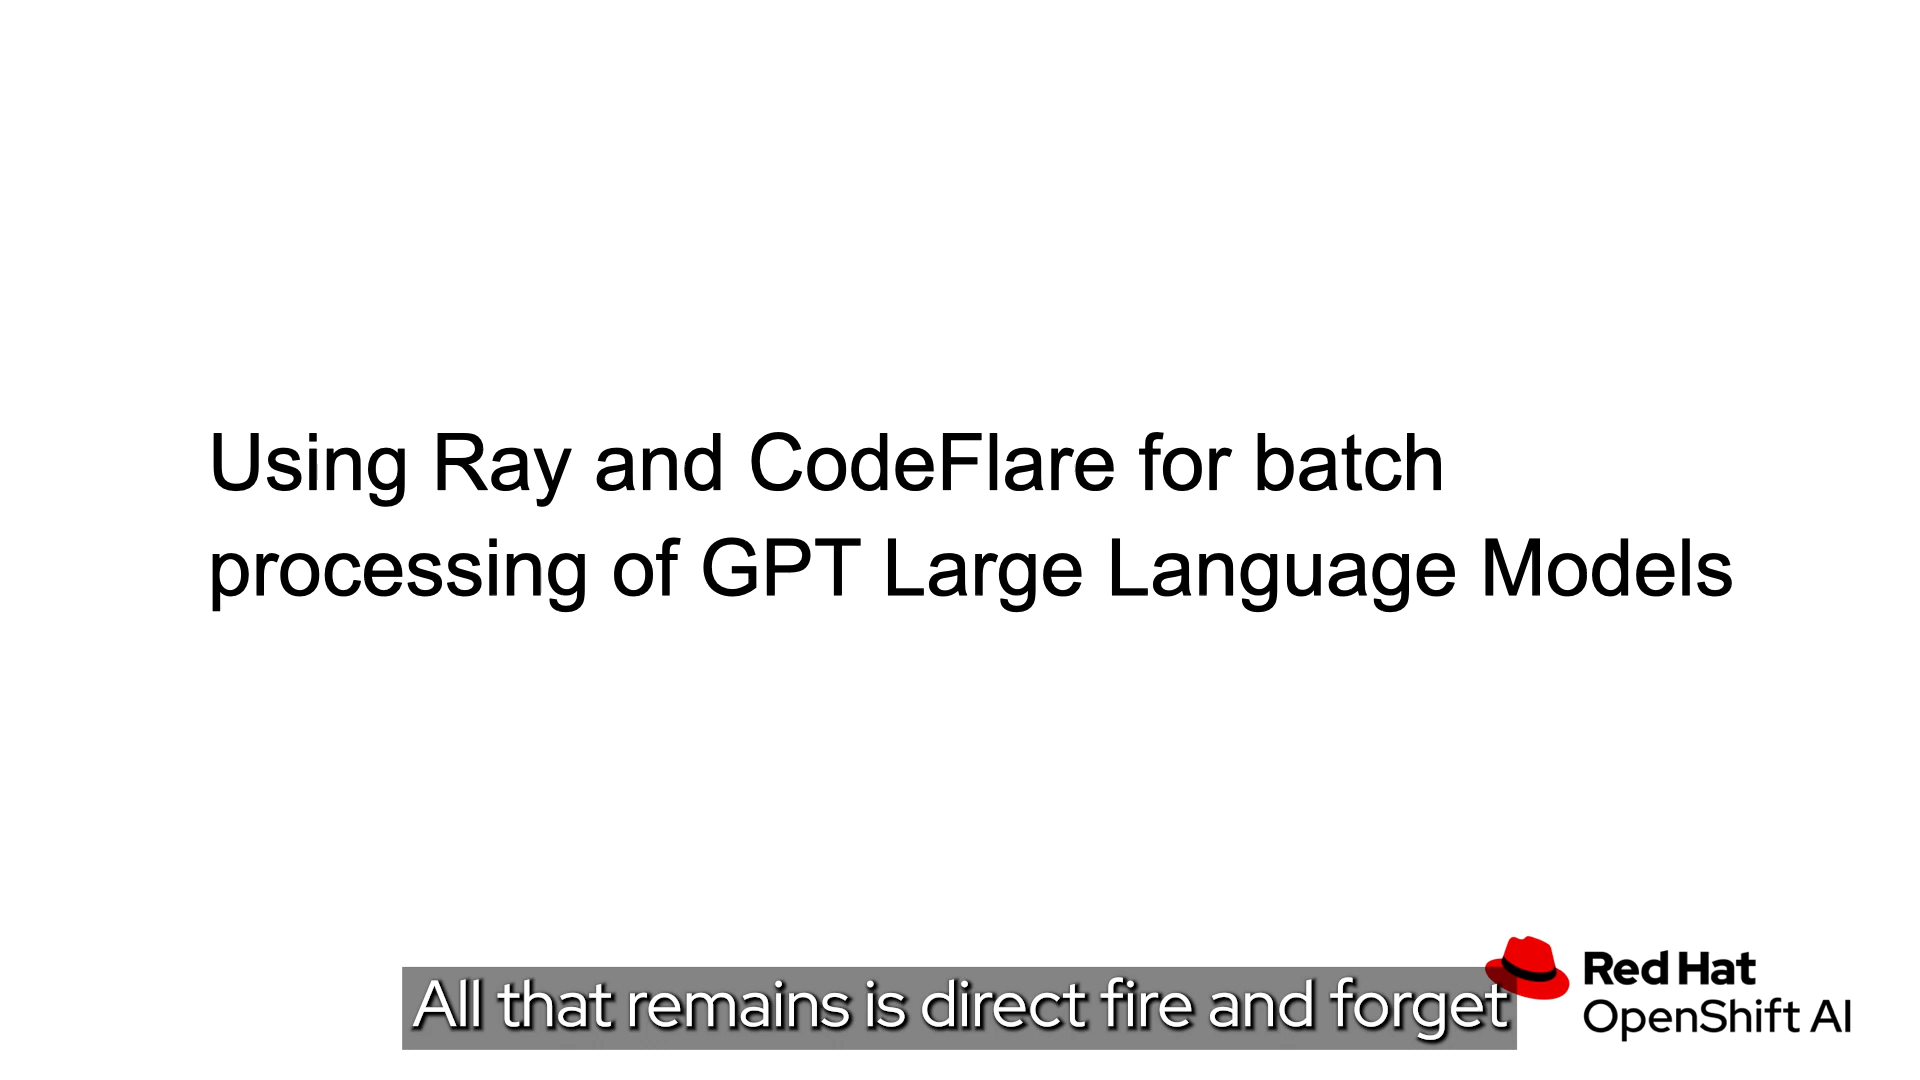 Using Ray and CodeFlare for batch
processing of GPT Large Language Models
All that remains is direct fire and forget
Red Hat
OpenShift AI